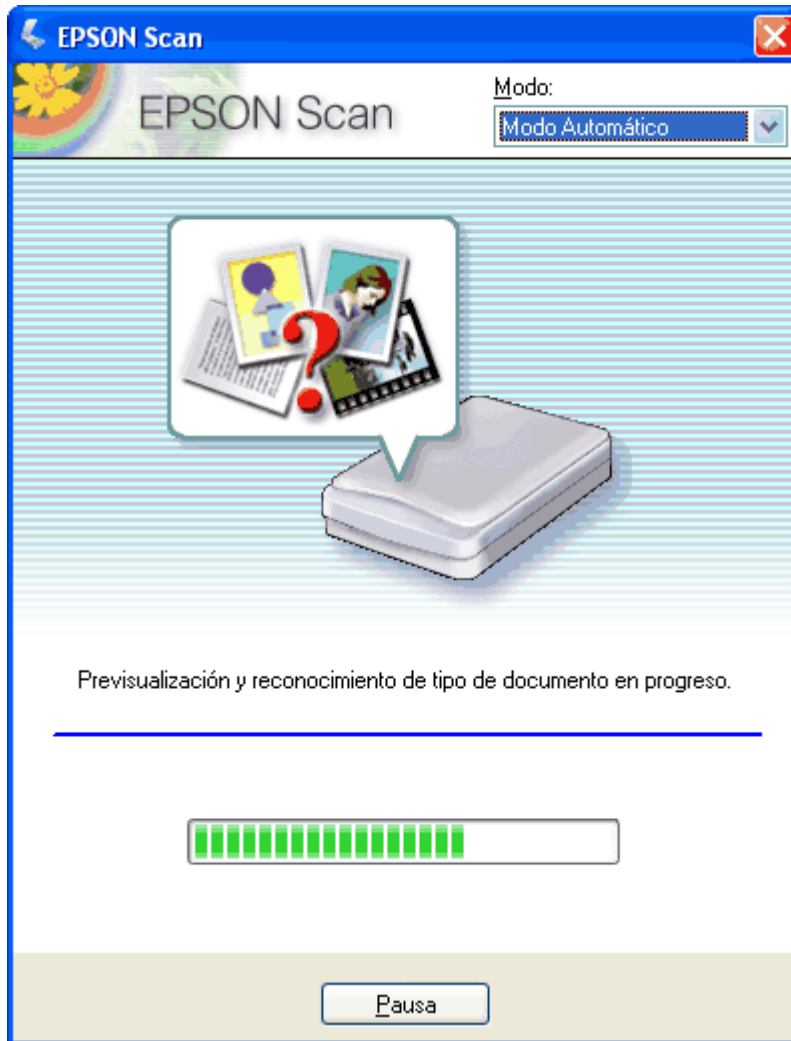 EPSON Scan
EPSON Scan
Modo:
Modo Automático
Previsualización y reconocimiento de tipo de documento en progreso.
Pausa